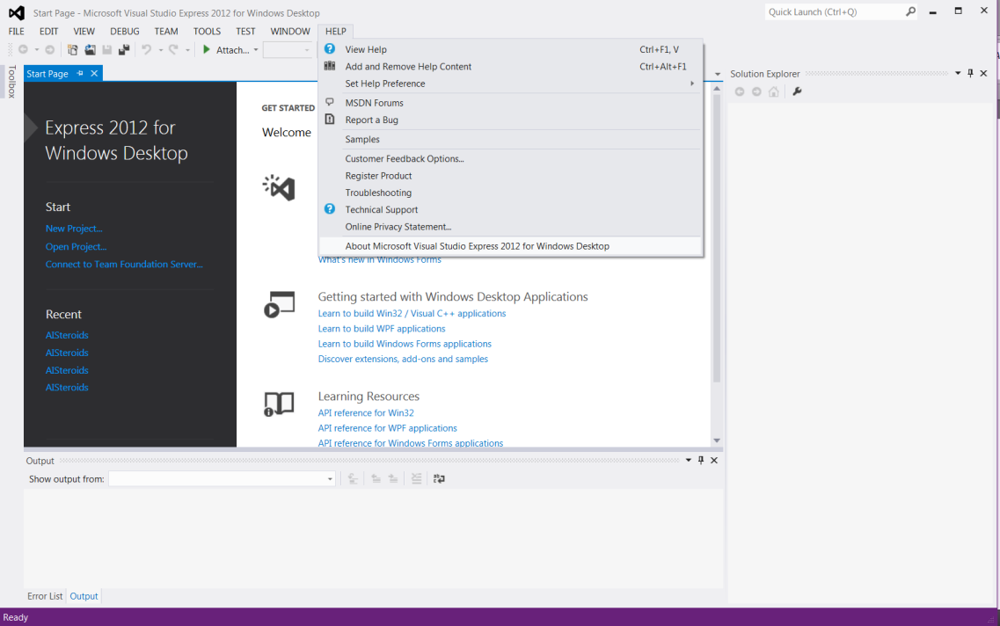 Start Page - Microsoft Visual Studio Express 2012 for Windows Desktop
Quick Launch (Ctrl+Q)
FILE EDIT VIEW DEBUG TEAM TOOLS TEST WINDOW HELP
Attach...
View Help Ctrl+F1, V
Add and Remove Help Content Ctrl+Alt+F1
Set Help Preference
MSDN Forums
Report a Bug
Samples
Customer Feedback Options...
Register Product
Troubleshooting
Technical Support
Online Privacy Statement...
About Microsoft Visual Studio Express 2012 for Windows Desktop
Toolbox
Start Page
Express 2012 for
Windows Desktop
Start
New Project...
Open Project...
Connect to Team Foundation Server...
Recent
AISteroids
AISteroids
AISteroids
AISteroids
GET STARTED
Welcome
What's new in Windows Forms
Getting started with Windows Desktop Applications
Learn to build Win32 / Visual C++ applications
Learn to build WPF applications
Learn to build Windows Forms applications
Discover extensions, add-ons and samples
Learning Resources
API reference for Win32
API reference for WPF applications
API reference for Windows Forms applications
Solution Explorer
Output
Show output from:
Error List Output
Ready